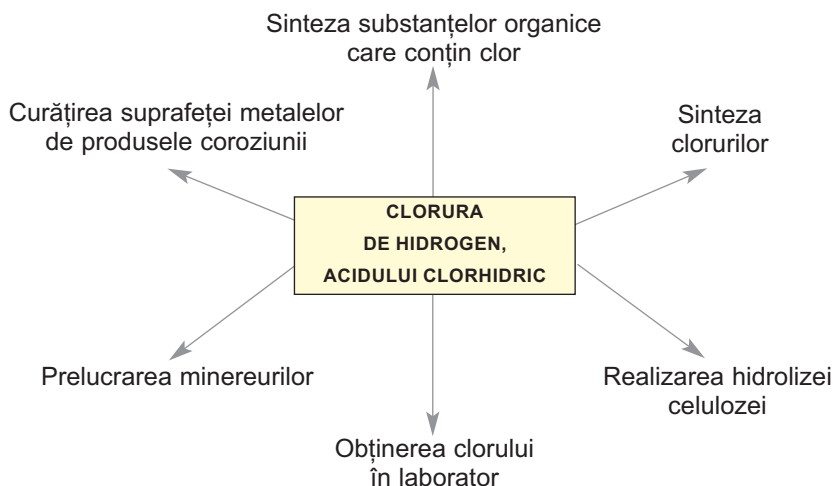 Sinteza substanțelor organice
care conțin clor
Curățirea suprafeței metalelor
de produsele coroziunii
Sinteza
clorurilor
CLORURA
DE HIDROGEN,
ACIDULUI CLORHIDRIC
Prelucrarea minereurilor
Realizarea hidrolizei
celulozei
Obținerea clorului
în laborator